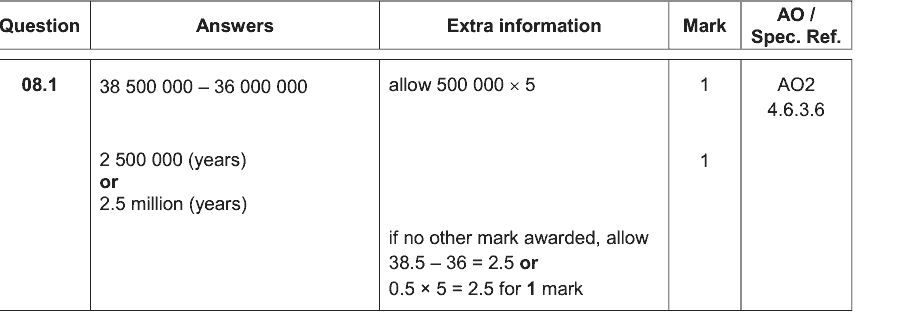 Question Answers Extra information Mark AO /
Spec. Ref.
08.1 38 500 000 – 36 000 000 allow 500 000 × 5 1 AO2
4.6.3.6
2 500 000 (years) 1
or
2.5 million (years)
if no other mark awarded, allow
38.5 – 36 = 2.5 or
0.5 × 5 = 2.5 for 1 mark